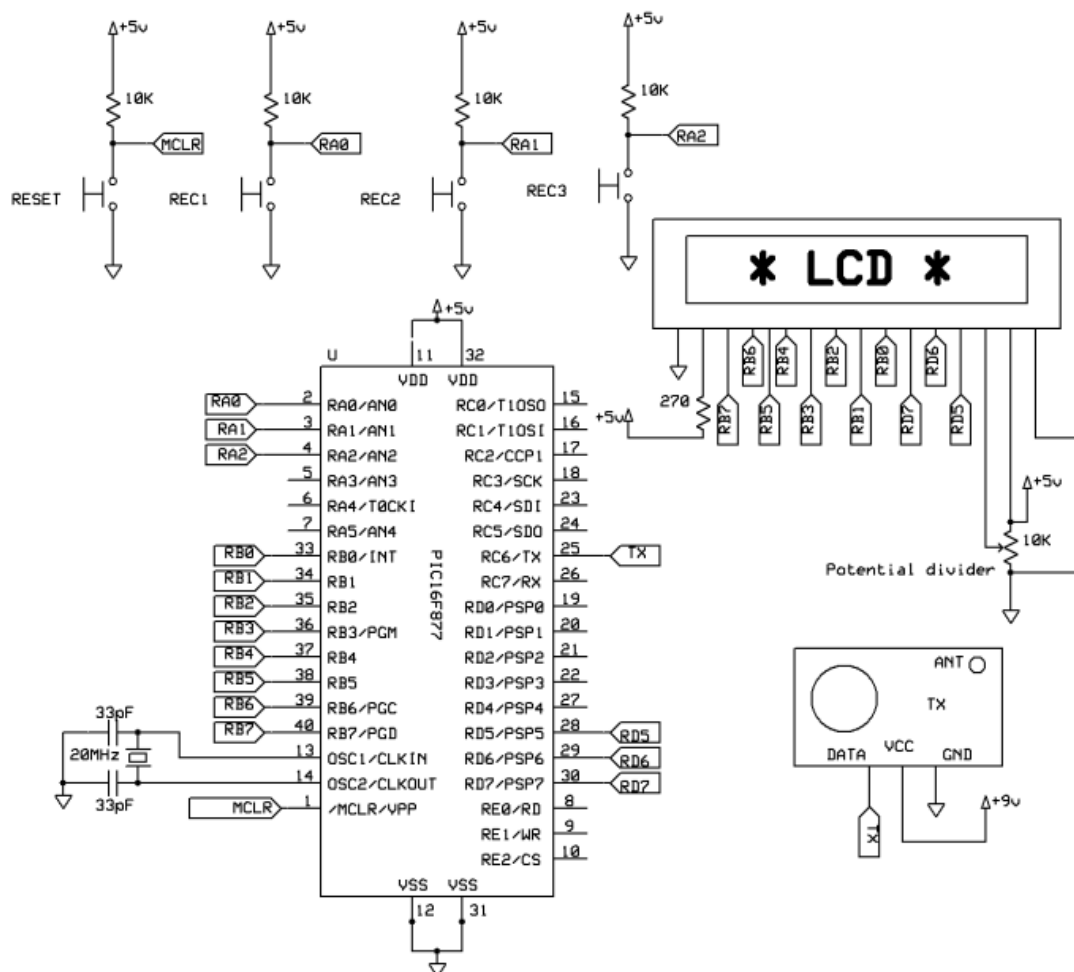 +5v +5v +5v +5v
10K 10K 10K 10K
MCLR RA0 RA1 RA2
RESET REC1 REC2 REC3
* LCD *
RB6 RB4 RB2 RB0 RD6
RB7 RB5 RB3 RB1 RD7 RD5
270
+5v
+5v
10K
Potential divider
+5v
U
11 32
VDD VDD
RA0 2 RA0/AN0 RC0/T1OSO 15
RA1 3 RA1/AN1 RC1/T1OSI 16
RA2 4 RA2/AN2 RC2/CCP1 17
5 RA3/AN3 RC3/SCK 18
6 RA4/T0CKI RC4/SDI 23
7 RA5/AN4 RC5/SDO 24
RB0 33 RB0/INT RC6/TX 25 TX
RB1 34 RB1 RC7/RX 26
RB2 35 RB2 RD0/PSP0 19
RB3 36 RB3/PGM RD1/PSP1 20
RB4 37 RB4 RD2/PSP2 21
RB5 38 RB5 RD3/PSP3 22
RB6 39 RB6/PGC RD4/PSP4 27
RB7 40 RB7/PGD RD5/PSP5 28 RD5
13 OSC1/CLKIN RD6/PSP6 29 RD6
14 OSC2/CLKOUT RD7/PSP7 30 RD7
MCLR 1 /MCLR/VPP RE0/RD 8
RE1/WR 9
RE2/CS 10
PIC16F877
VSS VSS
12 31
33pF
20MHz
33pF
ANT
TX
DATA VCC GND
TX
+9v